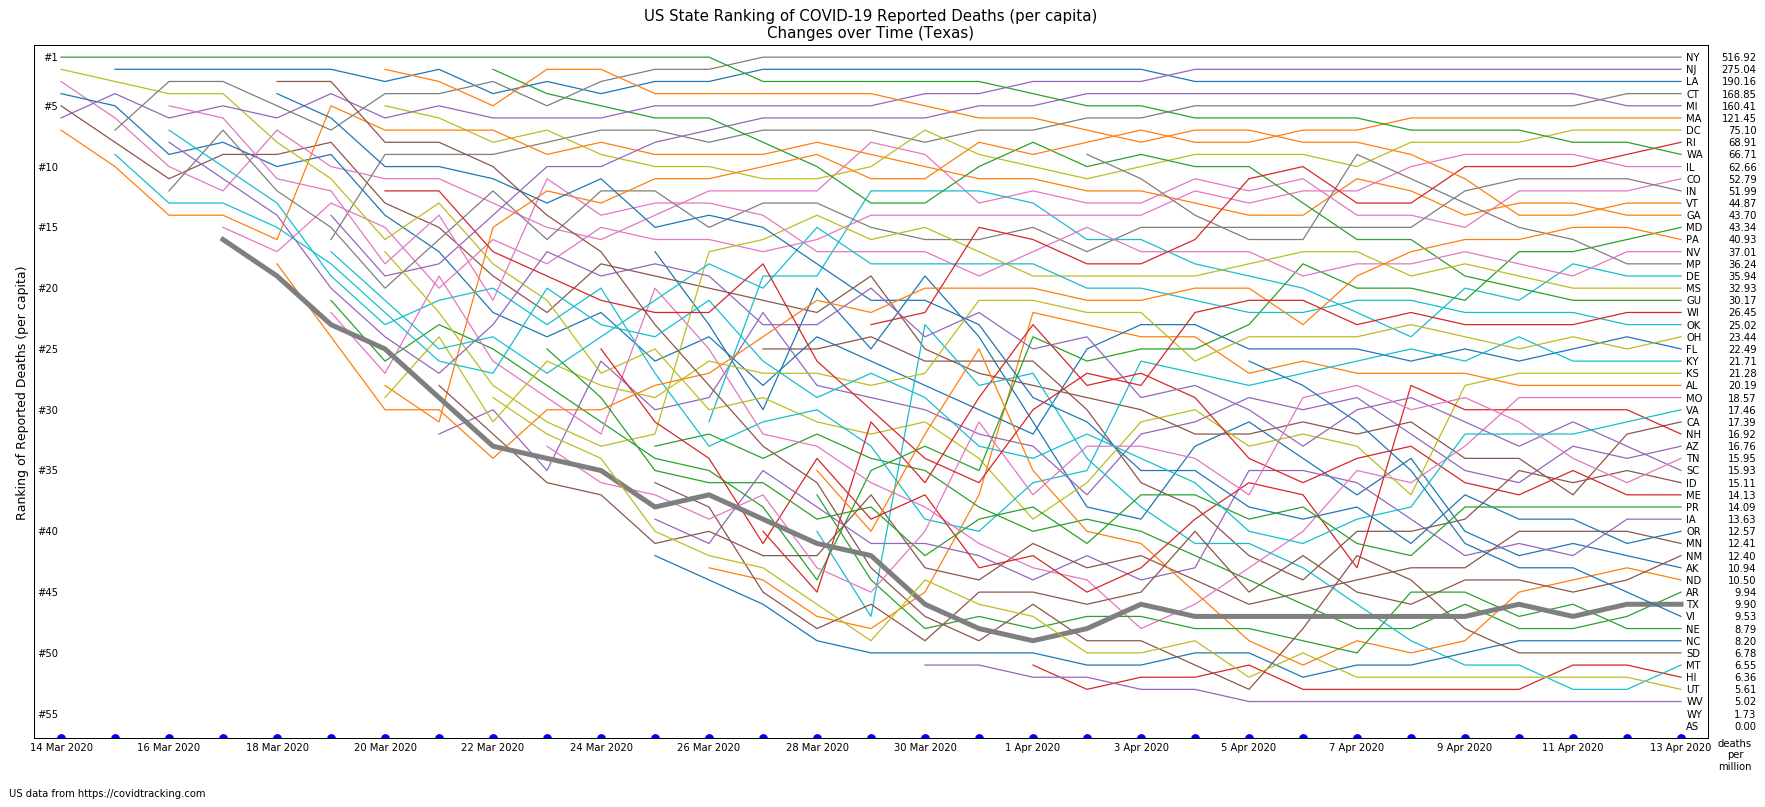 US State Ranking of COVID-19 Reported Deaths (per capita)
Changes over Time (Texas)
Ranking of Reported Deaths (per capita)
#1
#5
#10
#15
#20
#25
#30
#35
#40
#45
#50
#55
NY 516.92
NJ 275.04
LA 190.16
CT 168.85
MI 160.41
MA 121.45
DC 75.10
RI 68.91
WA 66.71
IL 62.66
CO 52.79
IN 51.99
VT 44.87
GA 43.70
MD 43.34
PA 40.93
NV 37.01
MP 36.24
DE 35.94
MS 32.93
GU 30.17
WI 26.45
OK 25.02
OH 23.44
FL 22.49
KY 21.71
KS 21.28
AL 20.19
MO 18.57
VA 17.46
CA 17.39
NH 16.92
AZ 16.76
TN 15.95
SC 15.93
ID 15.11
ME 14.13
PR 14.09
IA 13.63
OR 12.57
MN 12.41
NM 12.40
AK 10.94
ND 10.50
AR 9.94
TX 9.90
VI 9.53
NE 8.79
NC 8.20
SD 6.78
MT 6.55
HI 6.36
UT 5.61
WV 5.02
WY 1.73
AS 0.00
14 Mar 2020 16 Mar 2020 18 Mar 2020 20 Mar 2020 22 Mar 2020 24 Mar 2020 26 Mar 2020 28 Mar 2020 30 Mar 2020 1 Apr 2020 3 Apr 2020 5 Apr 2020 7 Apr 2020 9 Apr 2020 11 Apr 2020 13 Apr 2020
deaths
per
million
US data from https://covidtracking.com